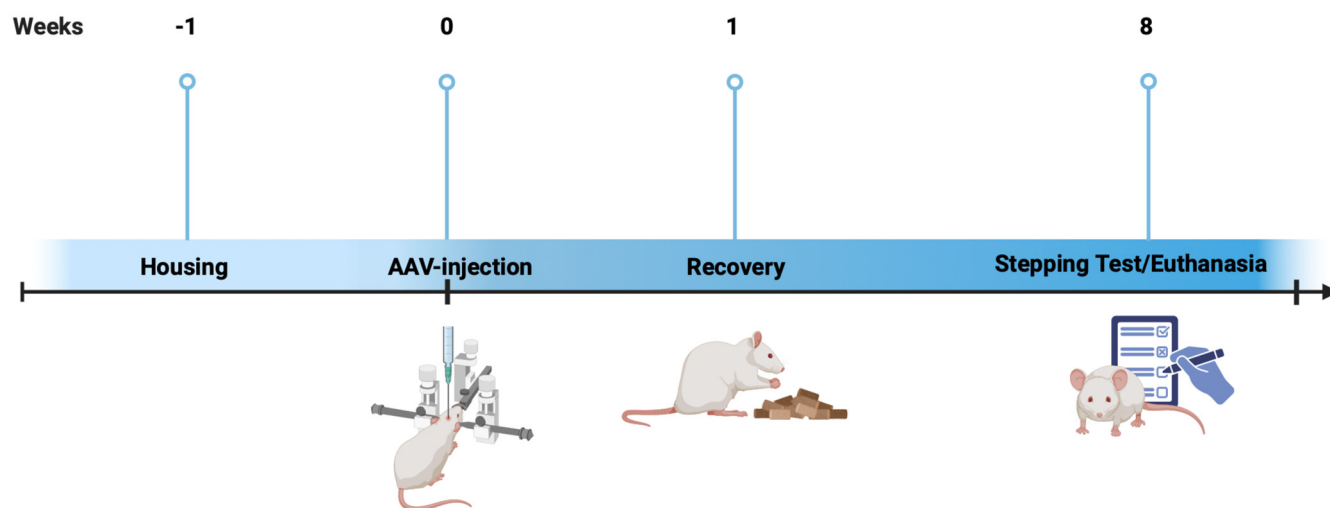 Weeks -1 0 1 8
Housing AAV-injection Recovery Stepping Test/Euthanasia